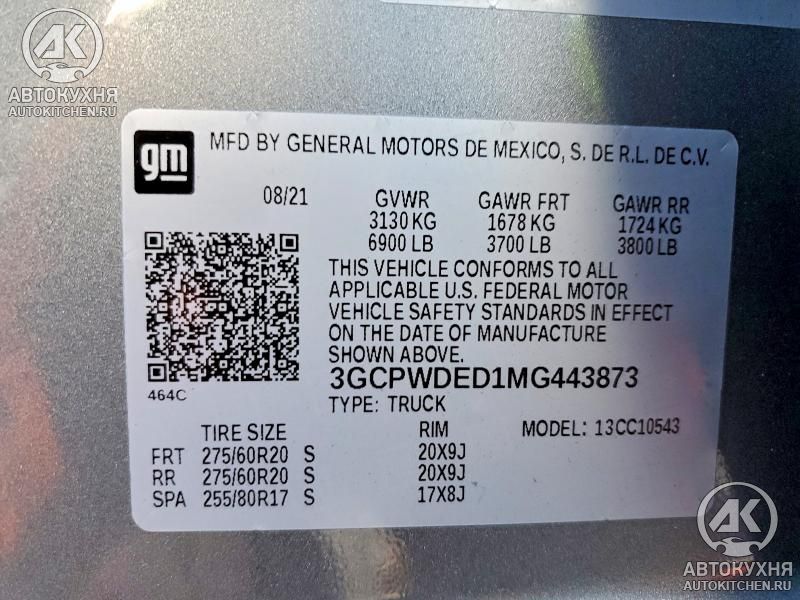 АК
АВТОКУХНЯ
AUTOKITCHEN.RU
gm
MFD BY GENERAL MOTORS DE MEXICO, S. DE R.L. DE C.V.
08/21 GVWR GAWR FRT GAWR RR
3130 KG 1678 KG 1724 KG
6900 LB 3700 LB 3800 LB
THIS VEHICLE CONFORMS TO ALL
APPLICABLE U.S. FEDERAL MOTOR
VEHICLE SAFETY STANDARDS IN EFFECT
ON THE DATE OF MANUFACTURE
SHOWN ABOVE.
3GCPWDED1MG443873
464C
TYPE: TRUCK
TIRE SIZE RIM MODEL: 13CC10543
FRT 275/60R20 S 20X9J
RR 275/60R20 S 20X9J
SPA 255/80R17 S 17X8J
АК
АВТОКУХНЯ
AUTOKITCHEN.RU